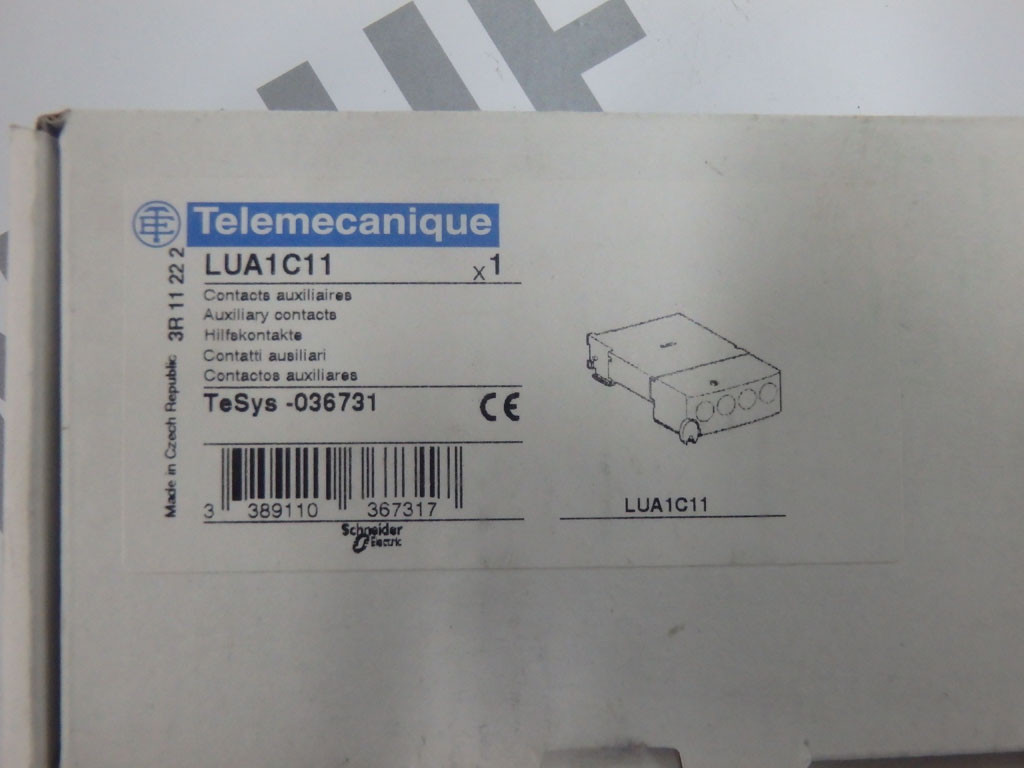 Telemecanique
LUA1C11 x1
Contacts auxiliaires
Auxiliary contacts
Hilfskontakte
Contatti ausiliari
Contactos auxiliares
TeSys -036731 CE
3 389110 367317
Schneider
Electric
Made in Czech Republic 3R 11 22 2
LUA1C11